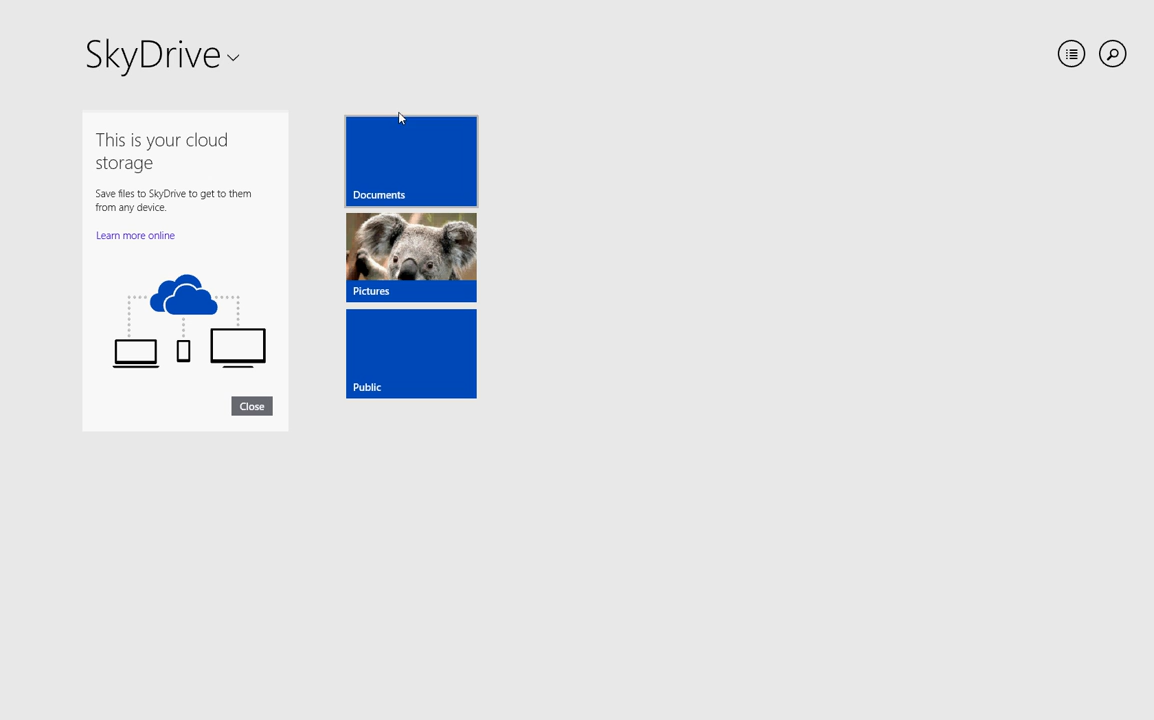 SkyDrive
This is your cloud
storage
Save files to SkyDrive to get to them
from any device.
Learn more online
Close
Documents
Pictures
Public